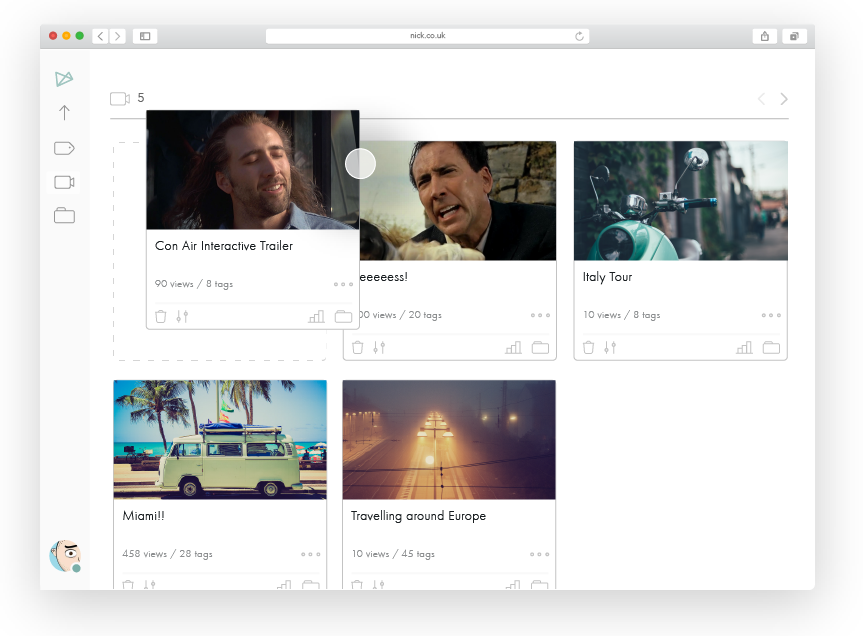 nick.co.uk
5
Con Air Interactive Trailer
90 views / 8 tags
eeeeess!
00 views / 20 tags
Italy Tour
10 views / 8 tags
Miami!!
458 views / 28 tags
Travelling around Europe
10 views / 45 tags